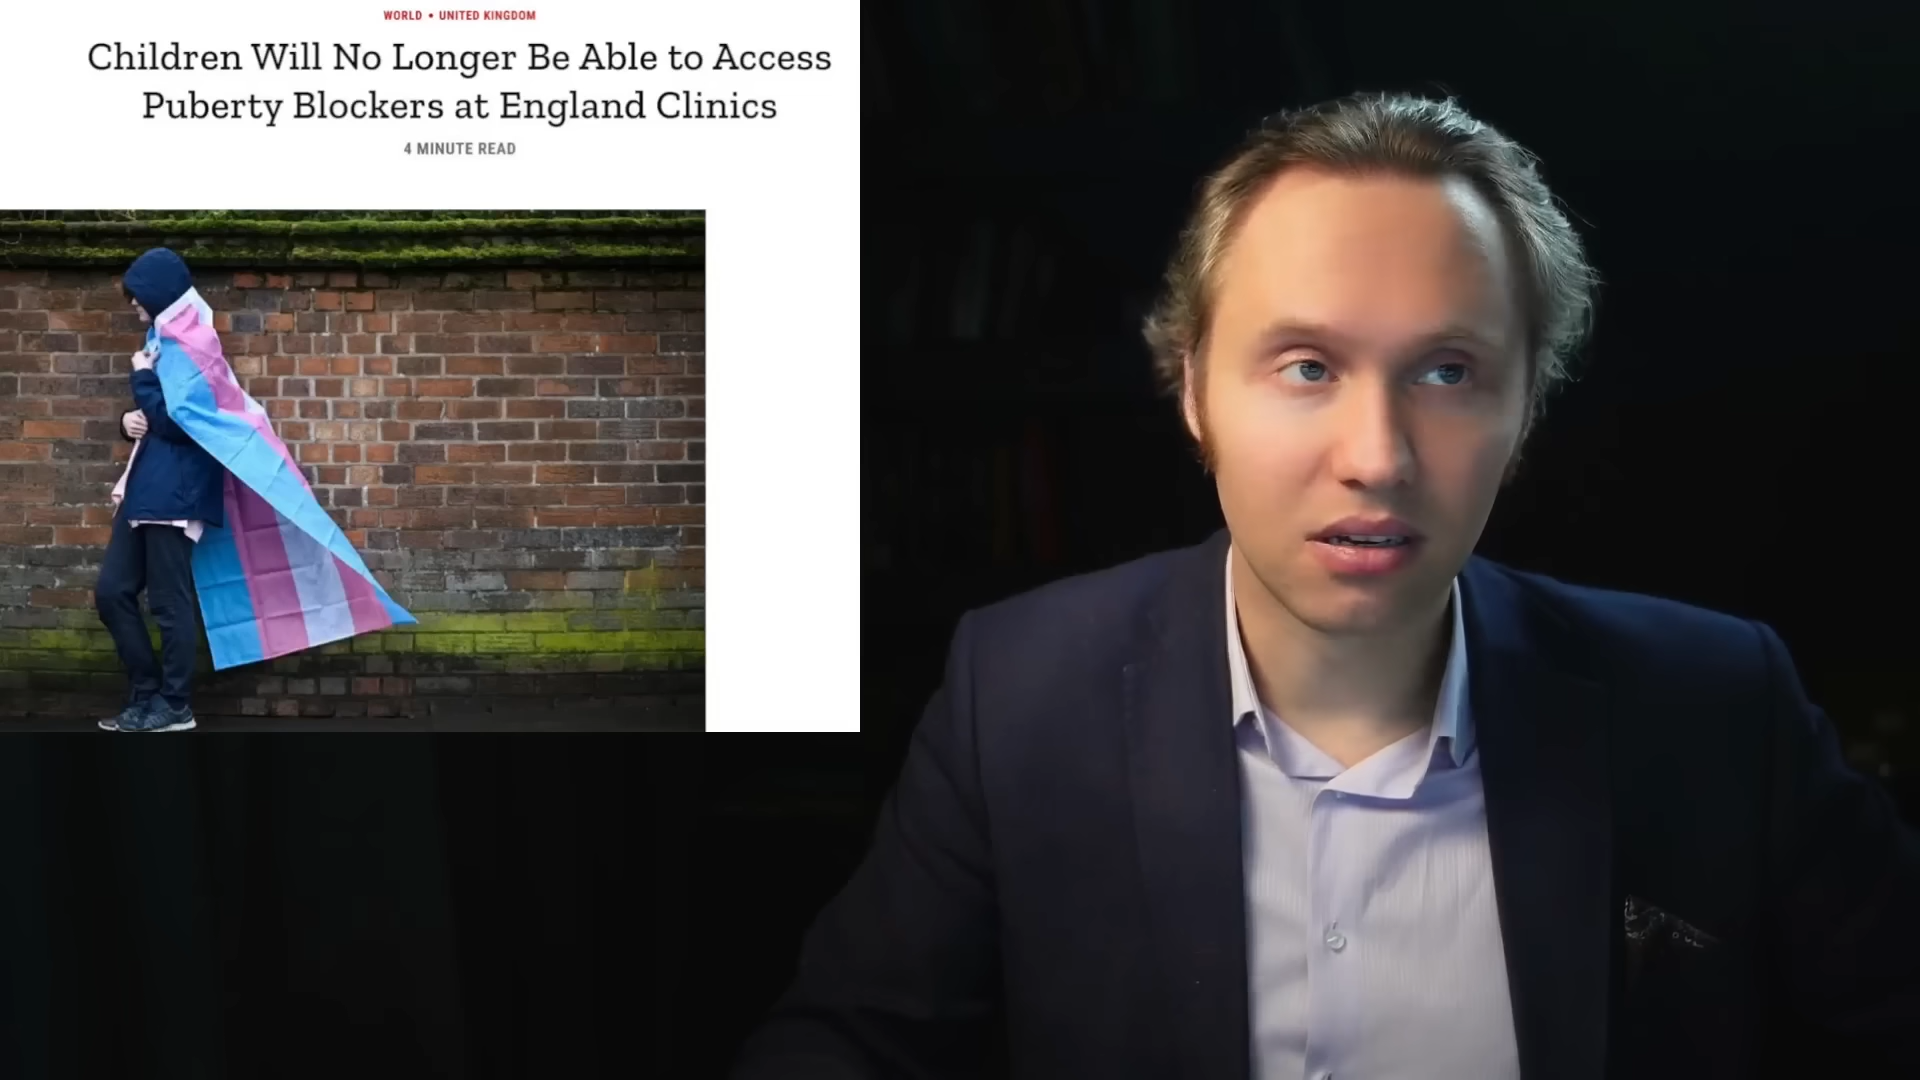 WORLD • UNITED KINGDOM
Children Will No Longer Be Able to Access
Puberty Blockers at England Clinics
4 MINUTE READ